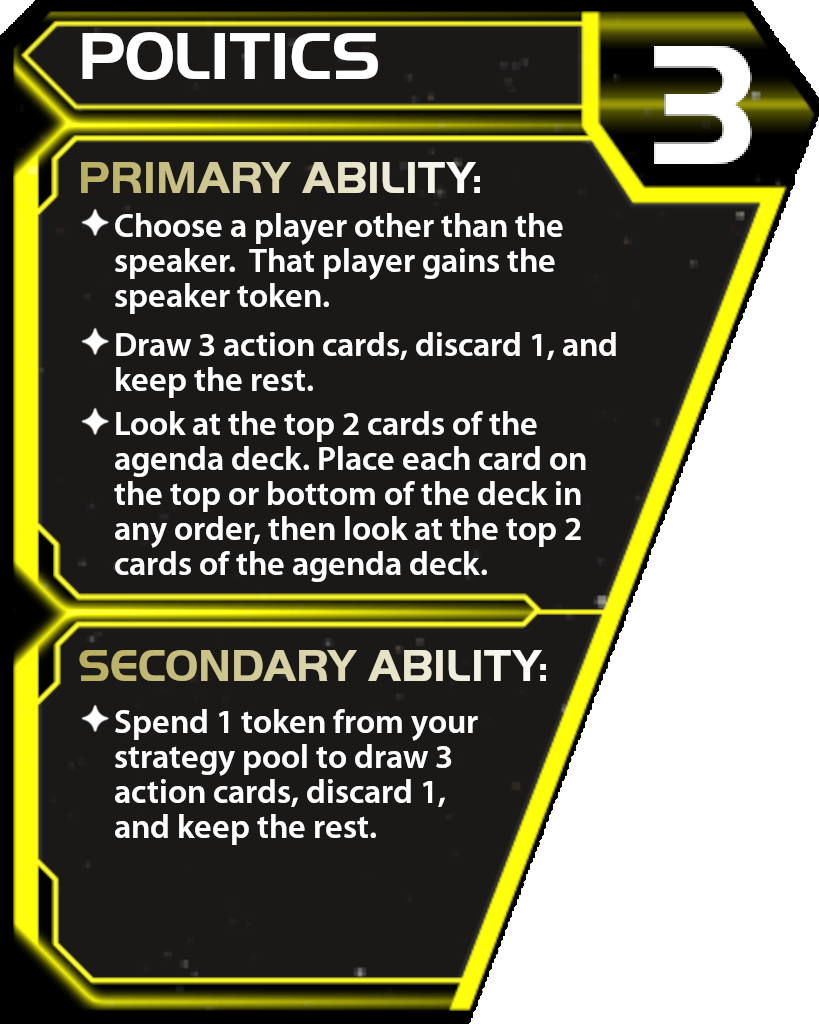 POLITICS
3
PRIMARY ABILITY:
Choose a player other than the
speaker.  That player gains the
speaker token.
Draw 3 action cards, discard 1, and
keep the rest.
Look at the top 2 cards of the
agenda deck. Place each card on
the top or bottom of the deck in
any order, then look at the top 2
cards of the agenda deck.
SECONDARY ABILITY:
Spend 1 token from your
strategy pool to draw 3
action cards, discard 1,
and keep the rest.